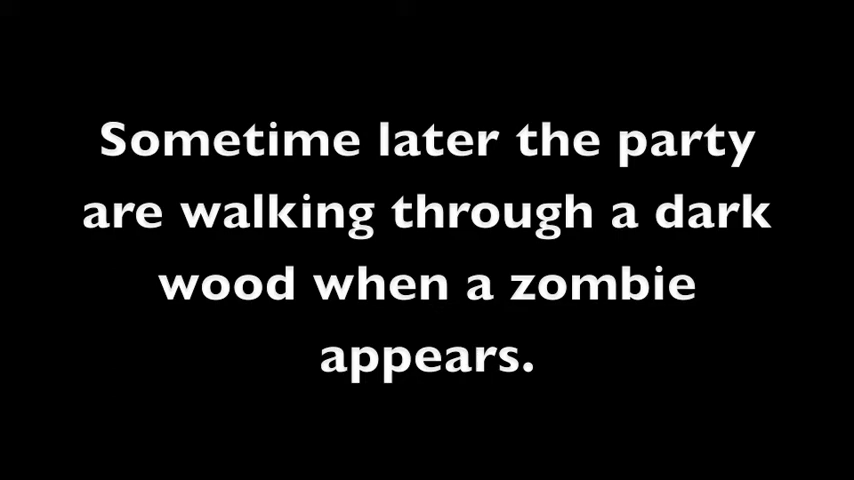 Sometime later the party
are walking through a dark
wood when a zombie
appears.